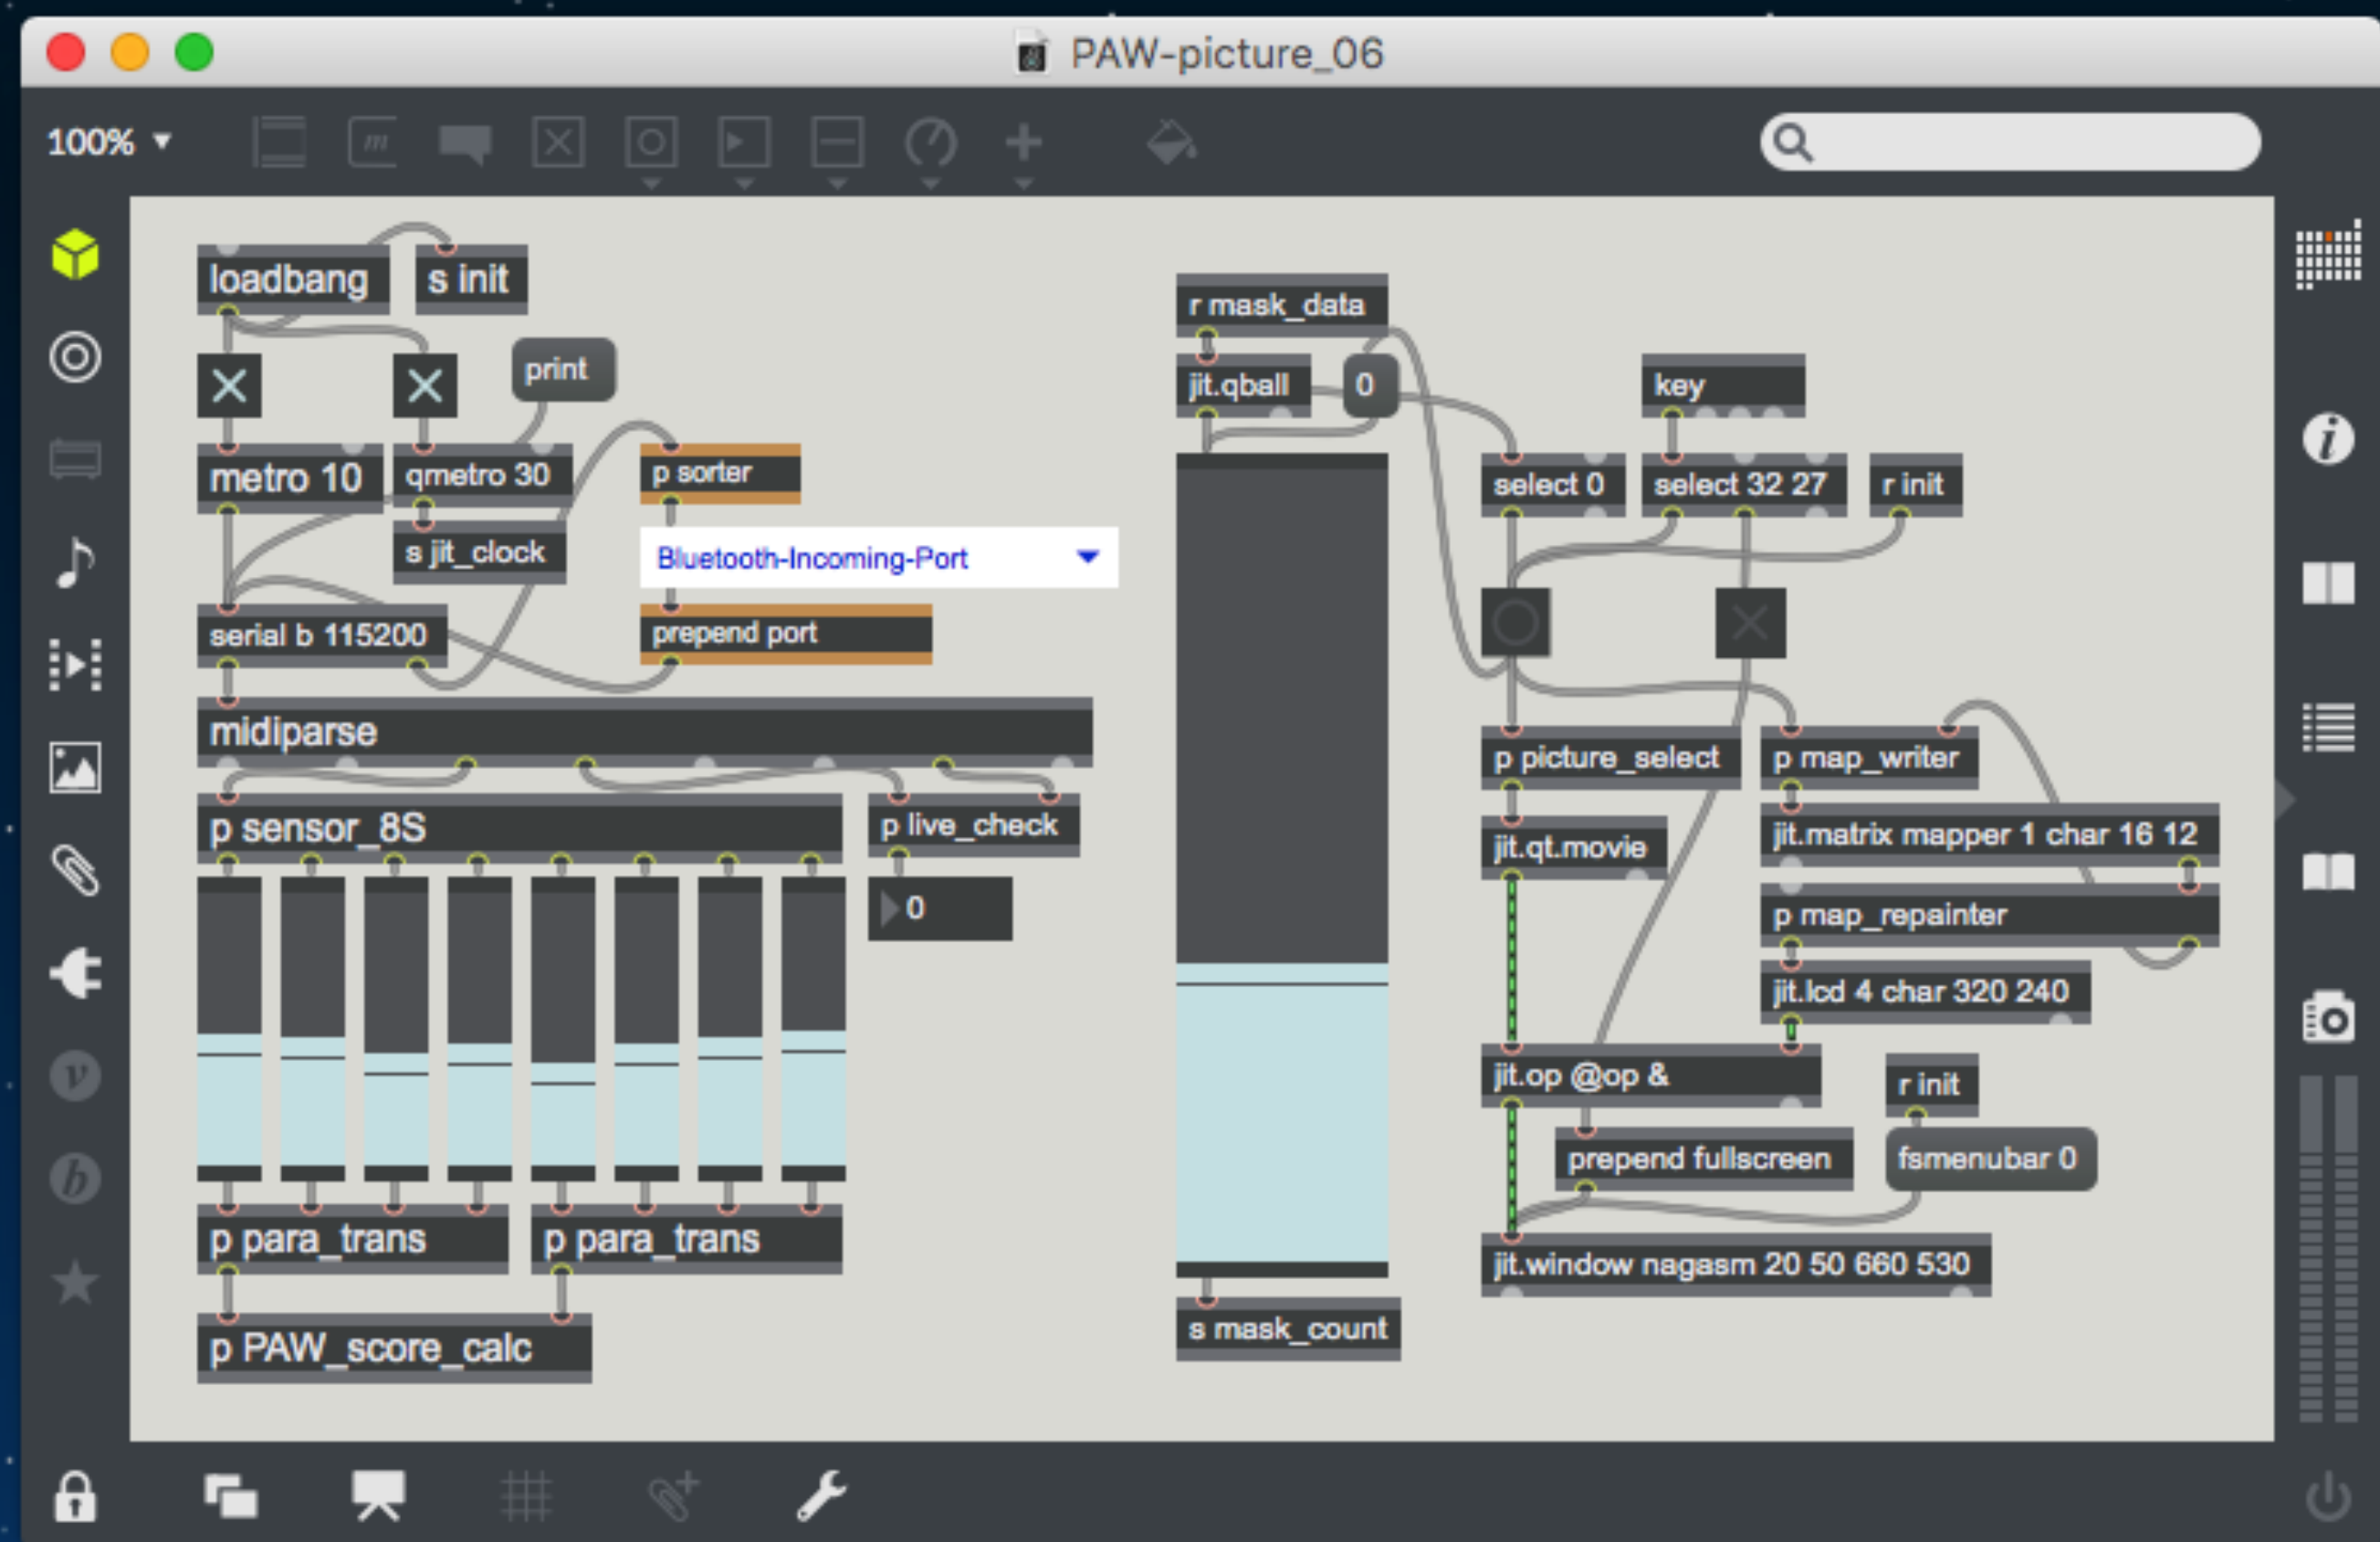 PAW-picture_06
100%
m
loadbang
s init
print
metro 10
qmetro 30
p sorter
s jit_clock
Bluetooth-Incoming-Port
serial b 115200
prepend port
midiparse
p sensor_8S
p live_check
0
p para_trans
p para_trans
p PAW_score_calc
r mask_data
jit.qball
0
key
select 0
select 32 27
r init
p picture_select
p map_writer
jit.qt.movie
jit.matrix mapper 1 char 16 12
p map_repainter
jit.lcd 4 char 320 240
jit.op @op &
r init
prepend fullscreen
fsmenubar 0
jit.window nagasm 20 50 660 530
s mask_count
i
v
b